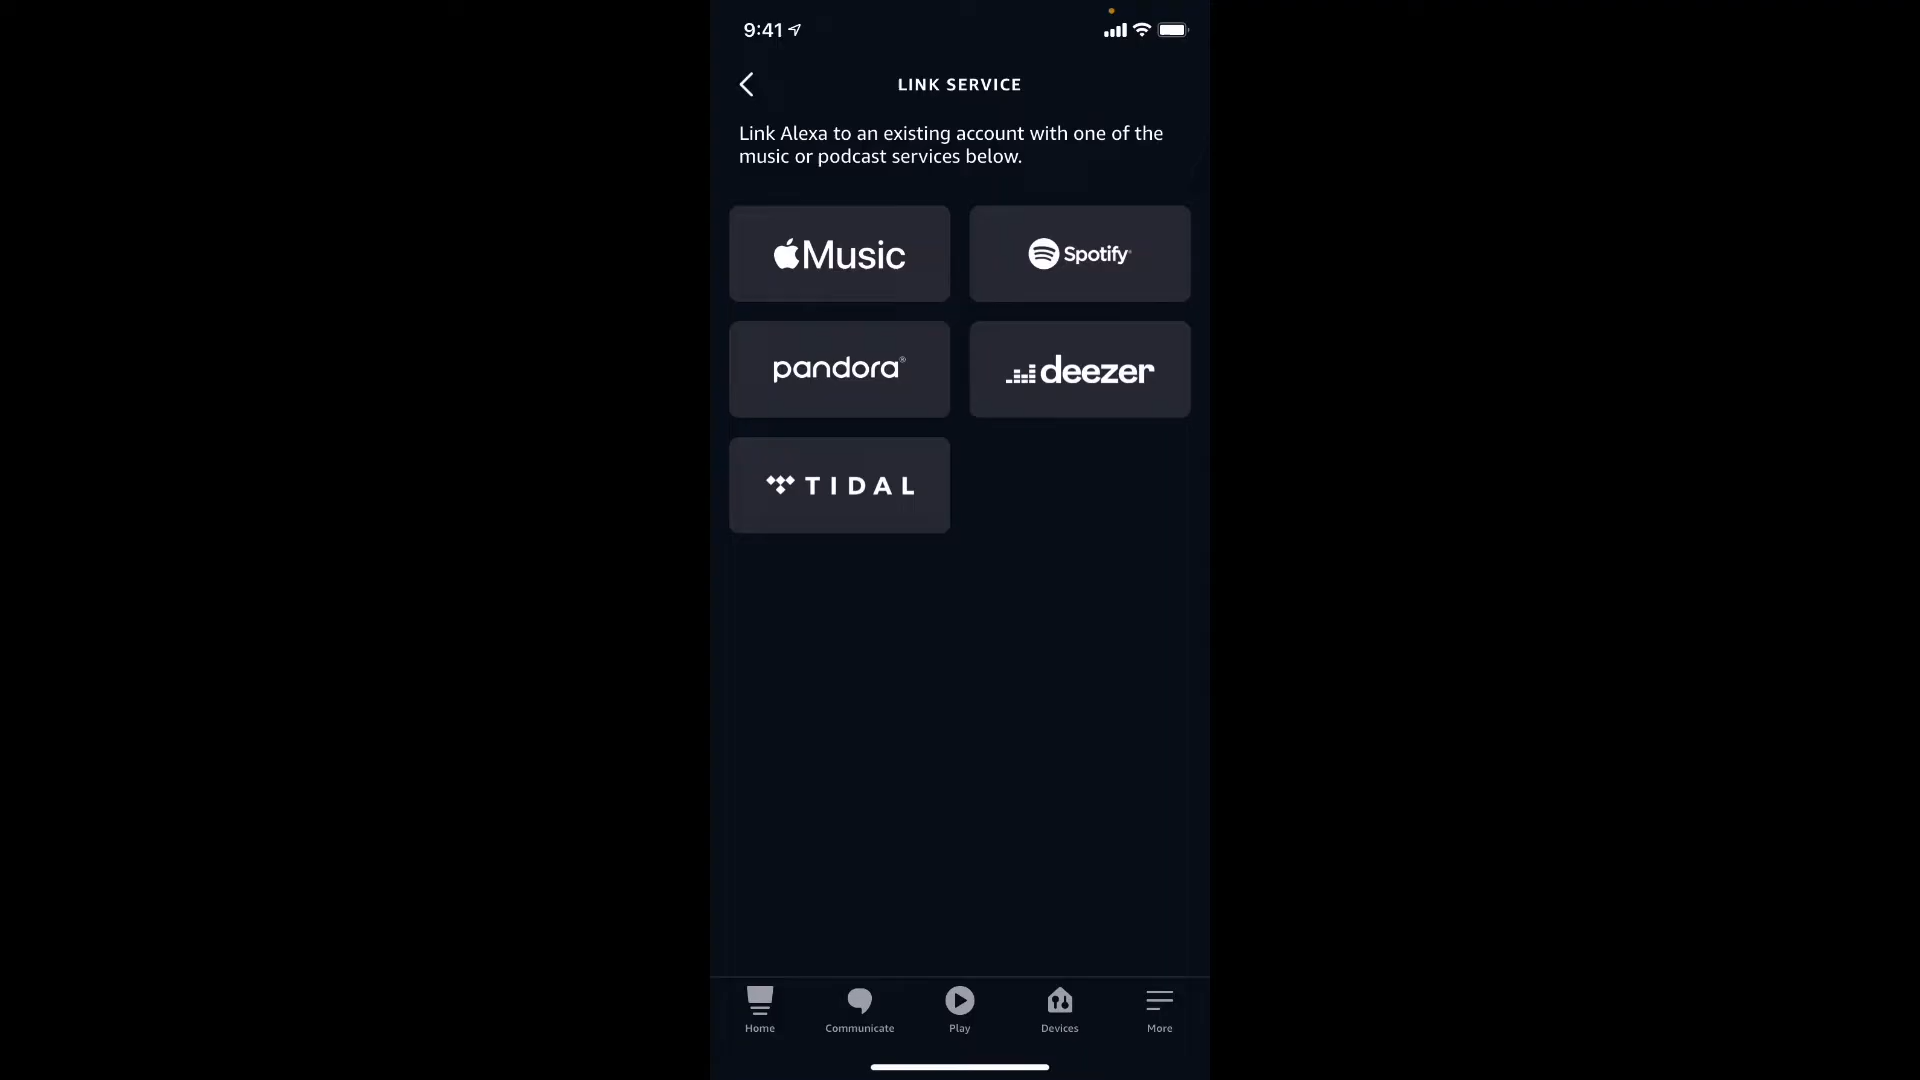 9:41
LINK SERVICE
Link Alexa to an existing account with one of the
music or podcast services below.
Music
Spotify
pandora®
deezer
TIDAL
Home
Communicate
Play
Devices
More